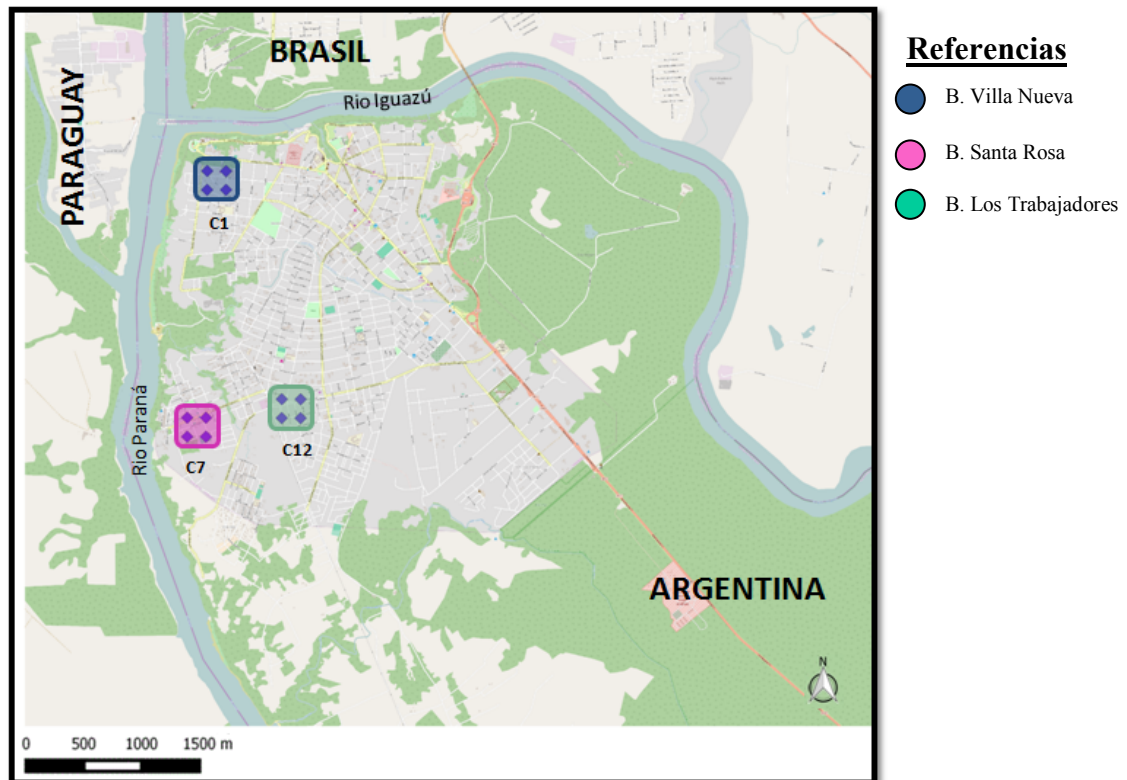 BRASIL
PARAGUAY
Rio Iguazú
C1
Rio Paraná
C7
C12
ARGENTINA
N
0 500 1000 1500 m
Referencias
B. Villa Nueva
B. Santa Rosa
B. Los Trabajadores